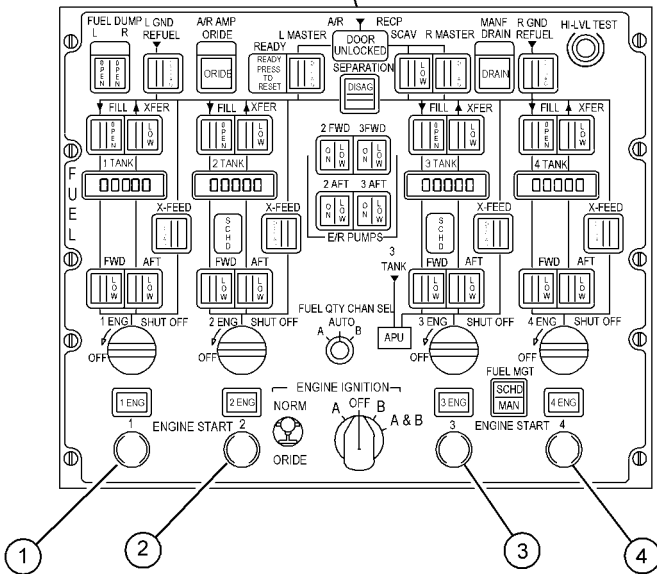 FUEL DUMP L GND A/R AMP A/R RECP MANF R GND HI-LVL TEST
L R REFUEL ORIDE L MASTER DOOR UNLOCKED SCAV R MASTER DRAIN REFUEL
READY
OPEN OPEN ORIDE READY PRESS TO RESET SEPARATION LOW DRAIN
DISAG
FILL XFER FILL XFER FILL XFER FILL XFER
OPEN LOW OPEN LOW OPEN LOW OPEN LOW
2 FWD 3FWD
ON LOW ON LOW
1 TANK 2 TANK 3 TANK 4 TANK
00000 00000 00000 00000
FUEL
2 AFT 3 AFT
ON LOW ON LOW
X-FEED X-FEED X-FEED X-FEED
SCHD SCHD
E/R PUMPS
3 TANK
FWD AFT FWD AFT FWD AFT FWD AFT
LOW LOW LOW LOW LOW LOW LOW LOW
FUEL QTY CHAN SEL
AUTO
A B
1 ENG SHUT OFF 2 ENG SHUT OFF 3 ENG SHUT OFF 4 ENG SHUT OFF
APU
OFF OFF OFF OFF
FUEL MGT
SCHD
MAN
ENGINE IGNITION
1 ENG 2 ENG NORM A OFF B A & B 3 ENG 4 ENG
1 ENGINE START 2 3 ENGINE START 4
ORIDE
1 2 3 4